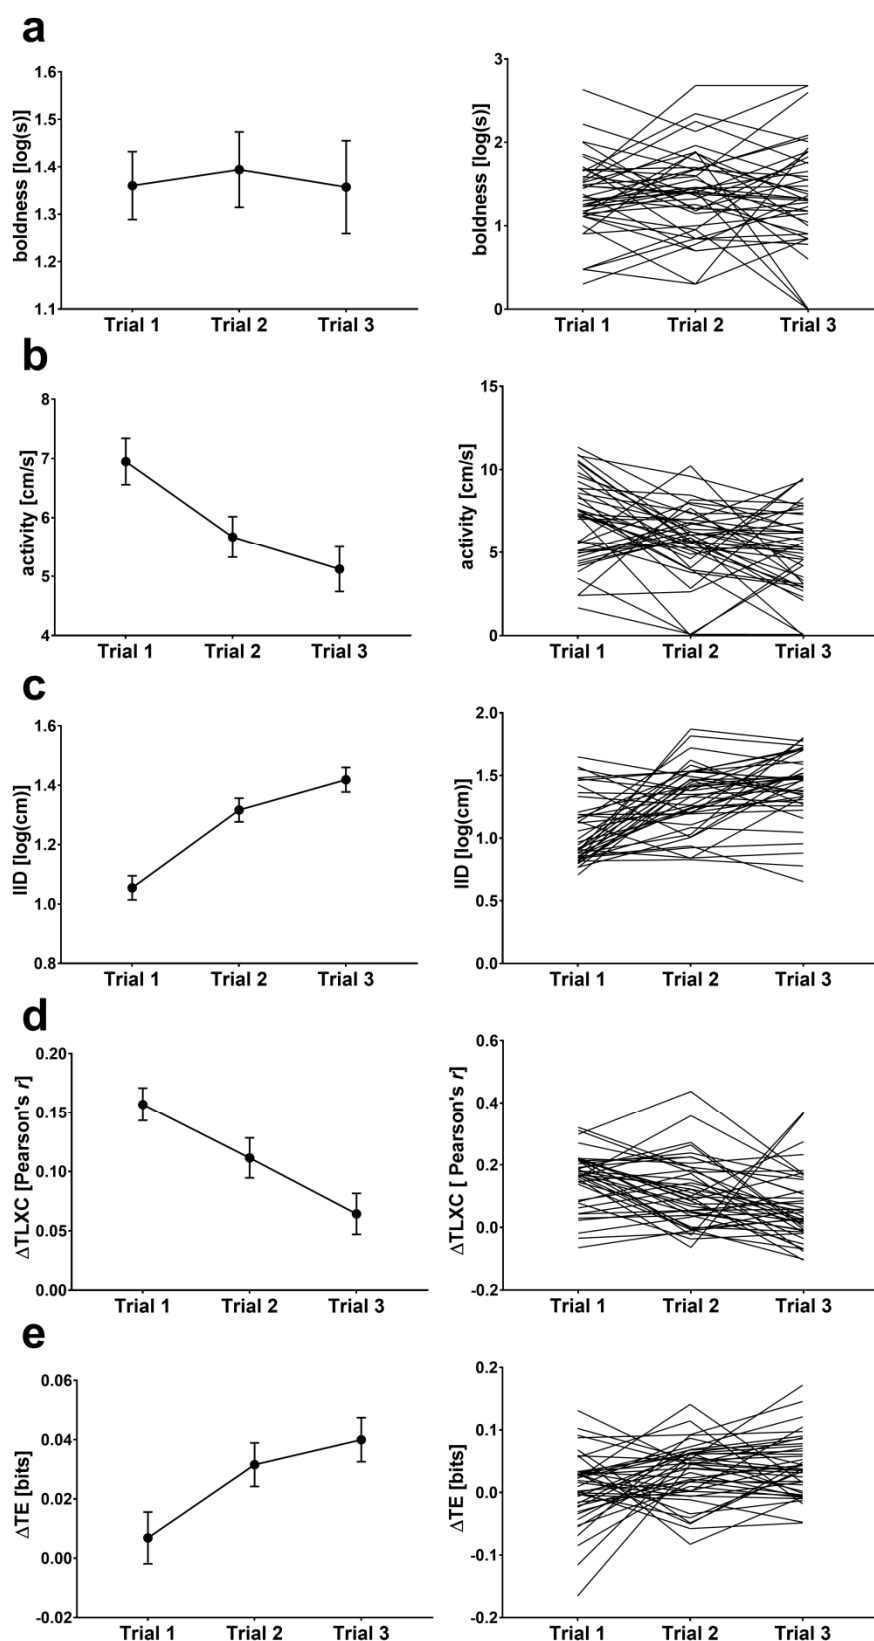 a
boldness [log(s)]
1.6
1.5
1.4
1.3
1.2
1.1
Trial 1 Trial 2 Trial 3
boldness [log(s)]
3
2
1
0
Trial 1 Trial 2 Trial 3
b
activity [cm/s]
8
7
6
5
4
Trial 1 Trial 2 Trial 3
activity [cm/s]
15
10
5
0
Trial 1 Trial 2 Trial 3
c
IID [log(cm)]
1.6
1.4
1.2
1.0
0.8
Trial 1 Trial 2 Trial 3
IID [log(cm)]
2.0
1.5
1.0
0.5
0.0
Trial 1 Trial 2 Trial 3
d
ΔTLXC [Pearson's r]
0.20
0.15
0.10
0.05
0.00
Trial 1 Trial 2 Trial 3
ΔTLXC [ Pearson's r]
0.6
0.4
0.2
0.0
-0.2
Trial 1 Trial 2 Trial 3
e
ΔTE [bits]
0.06
0.04
0.02
0.00
-0.02
Trial 1 Trial 2 Trial 3
ΔTE [bits]
0.2
0.1
0.0
-0.1
-0.2
Trial 1 Trial 2 Trial 3